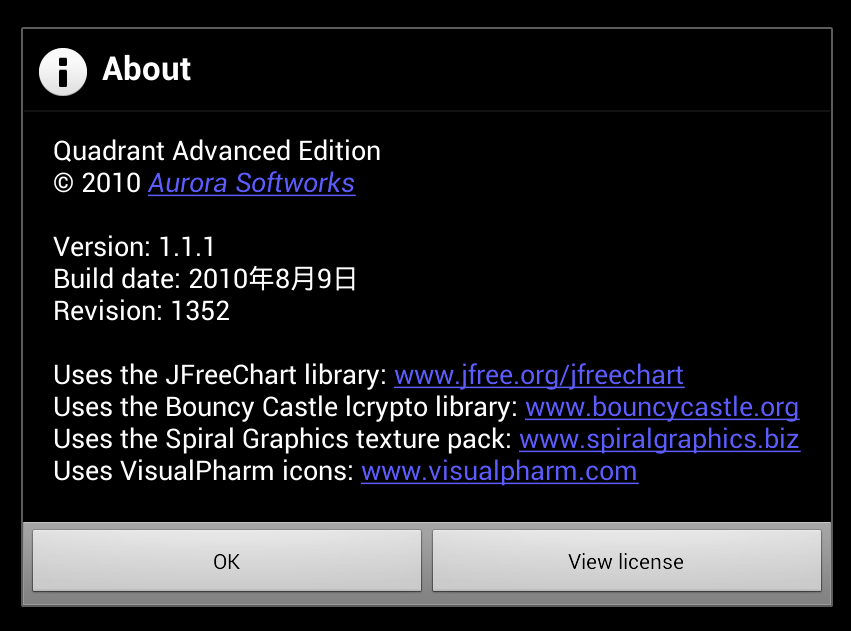 About
Quadrant Advanced Edition
© 2010 Aurora Softworks
Version: 1.1.1
Build date: 2010年8月9日
Revision: 1352
Uses the JFreeChart library: www.jfree.org/jfreechart
Uses the Bouncy Castle lcrypto library: www.bouncycastle.org
Uses the Spiral Graphics texture pack: www.spiralgraphics.biz
Uses VisualPharm icons: www.visualpharm.com
OK
View license